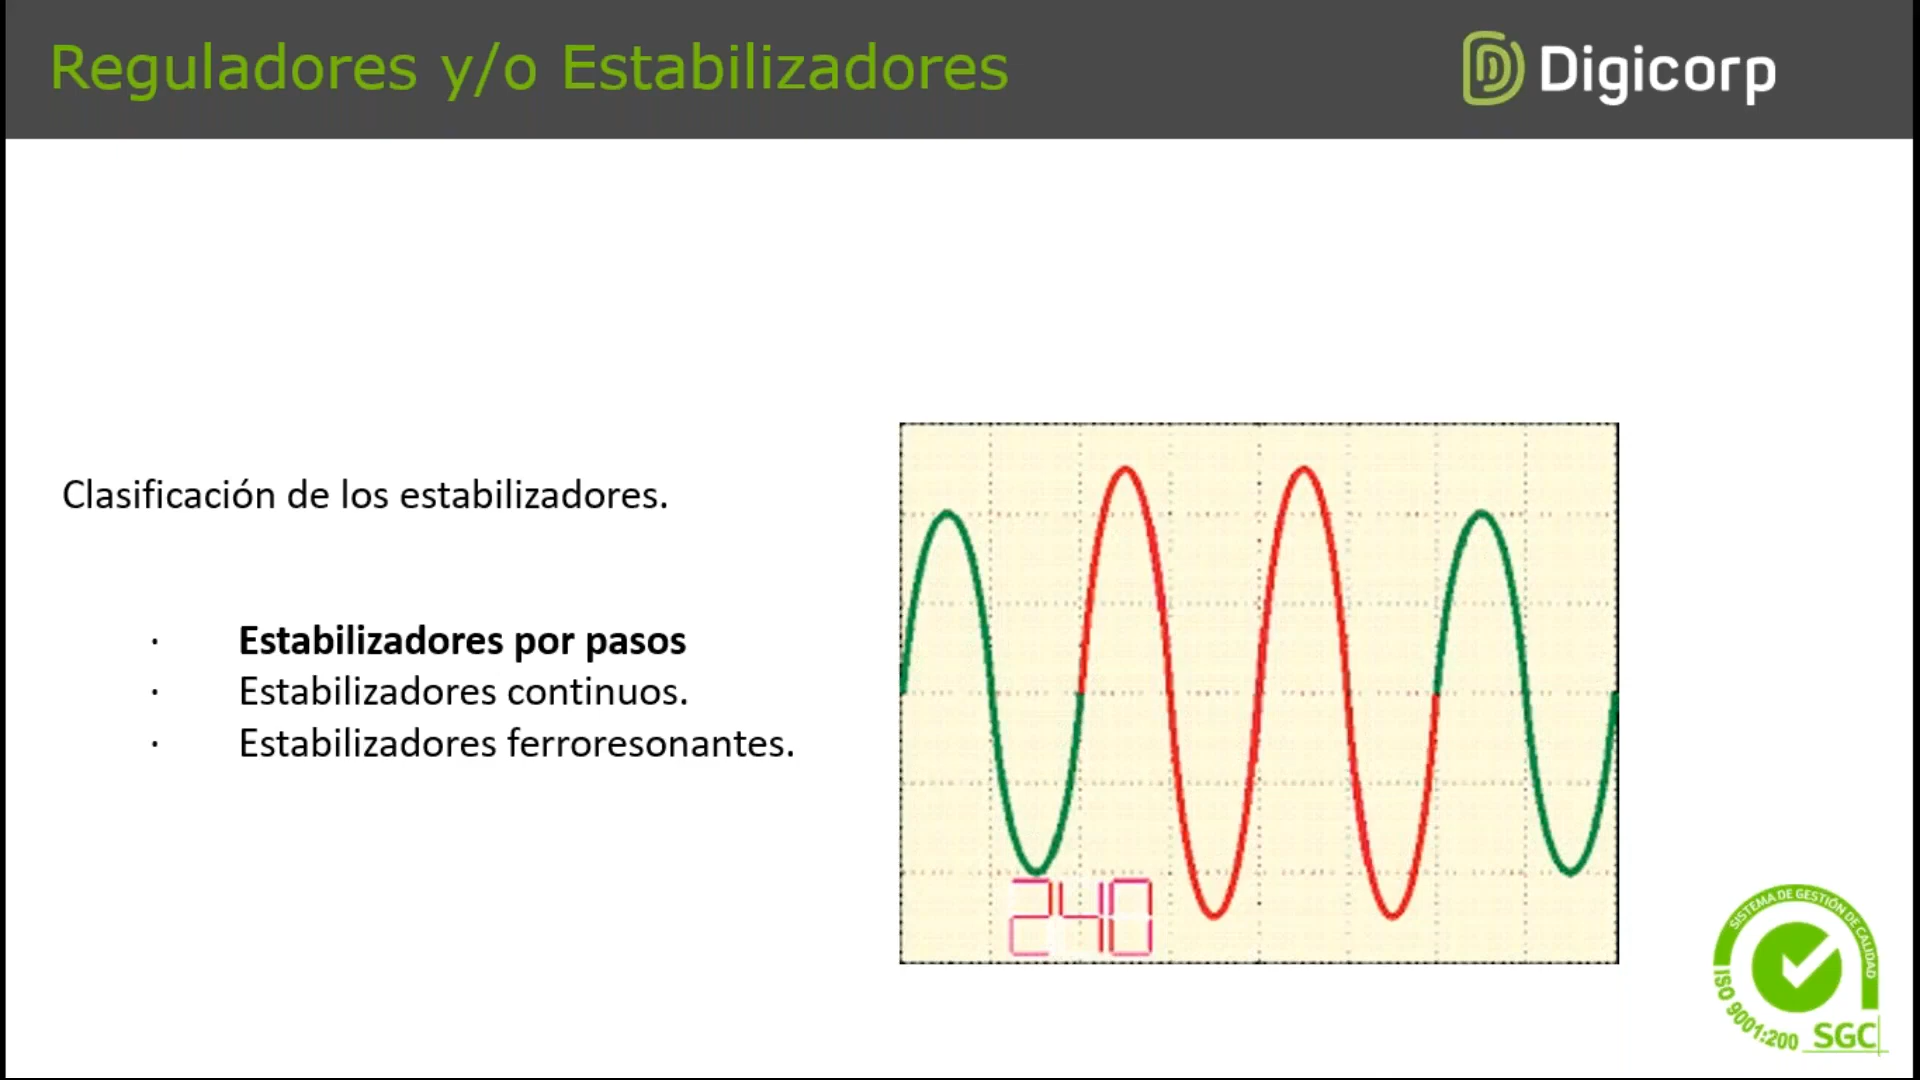 Reguladores y/o Estabilizadores
Digicorp
Clasificación de los estabilizadores.
· Estabilizadores por pasos
· Estabilizadores continuos.
· Estabilizadores ferroresonantes.
240
SISTEMA DE GESTIÓN DE CALIDAD
ISO 9001:200
SGC